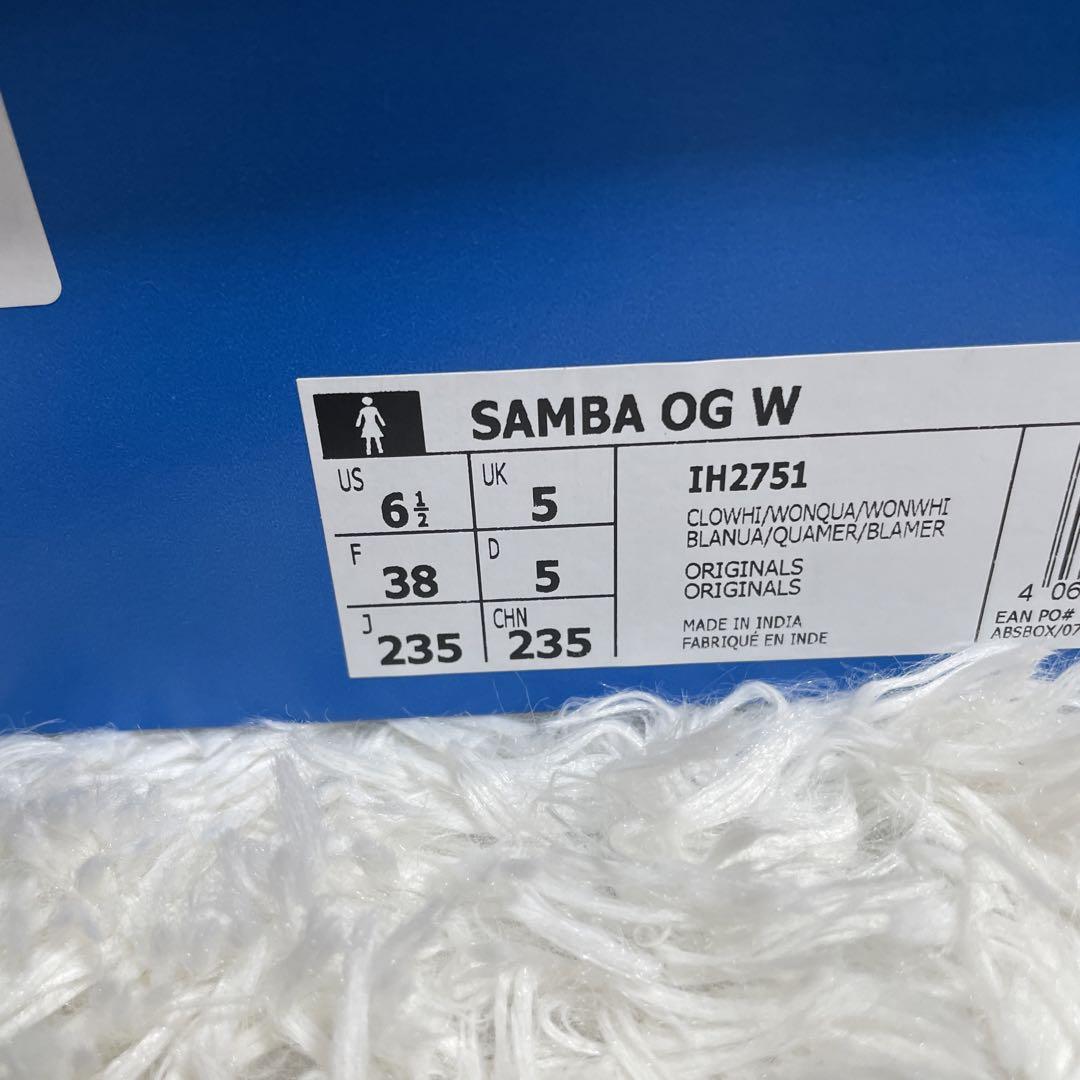 SAMBA OG W
US 6½ UK 5
F 38 D 5
J 235 CHN 235
IH2751
CLOWHI/WONQUA/WONWHI
BLANUA/QUAMER/BLAMER
ORIGINALS
ORIGINALS
MADE IN INDIA
FABRIQUÉ EN INDE
4 06
EAN PO#
ABSBOX/07